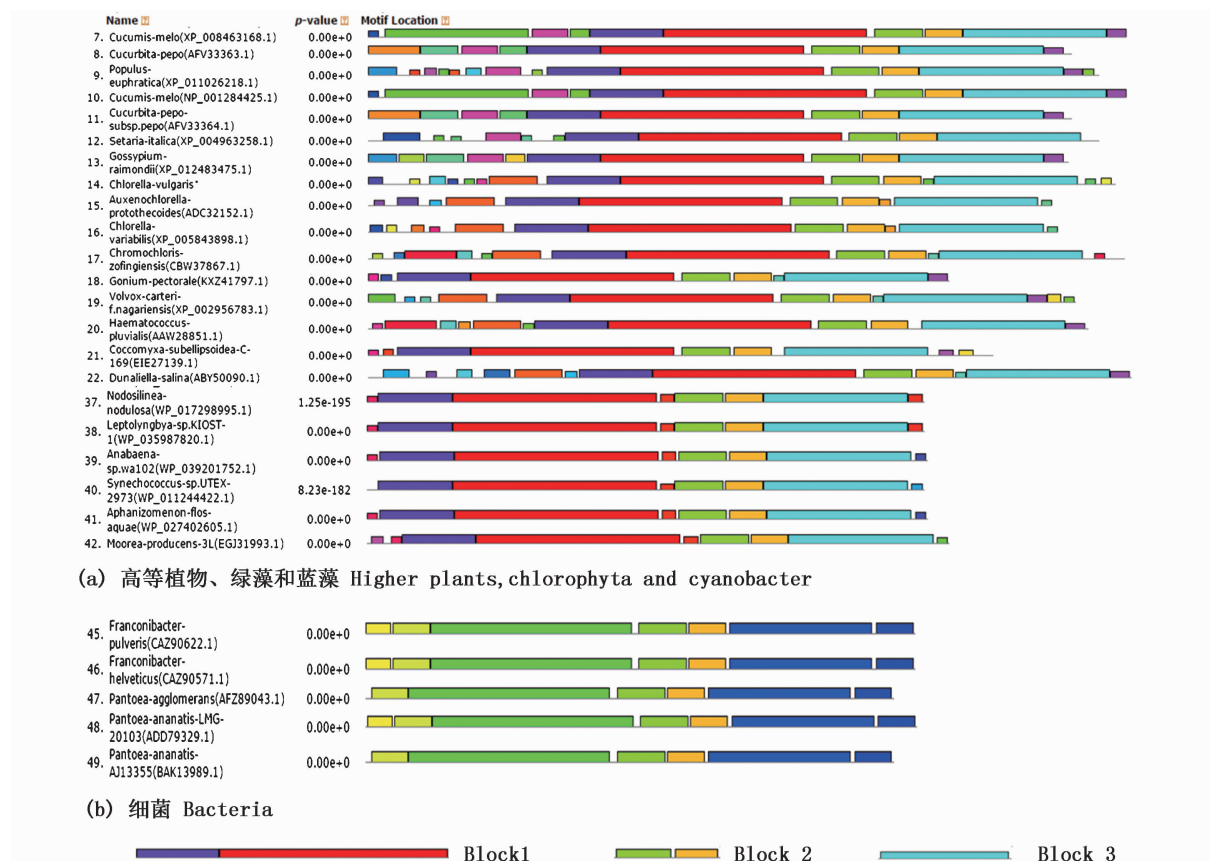 Name ? p-value ? Motif Location ?
7. Cucumis-melo(XP_008463168.1) 0.00e+0
8. Cucurbita-pepo(AFV33363.1) 0.00e+0
9. Populus-
euphratica(XP_011026218.1) 0.00e+0
10. Cucumis-melo(NP_001284425.1) 0.00e+0
11. Cucurbita-pepo-
subsp.pepo(AFV33364.1) 0.00e+0
12. Setaria-italica(XP_004963258.1) 0.00e+0
13. Gossypium-
raimondii(XP_012483475.1) 0.00e+0
14. Chlorella-vulgaris* 0.00e+0
15. Auxenochlorella-
protothecoides(ADC32152.1) 0.00e+0
16. Chlorella-
variabilis(XP_005843898.1) 0.00e+0
17. Chromochloris-
zofingiensis(CBW37867.1) 0.00e+0
18. Gonium-pectorale(KXZ41797.1) 0.00e+0
19. Volvox-carteri-
f.nagariensis(XP_002956783.1) 0.00e+0
20. Haematococcus-
pluvialis(AAW28851.1) 0.00e+0
21. Coccomyxa-subellipsoidea-C-
169(EIE27139.1) 0.00e+0
22. Dunaliella-salina(ABY50090.1) 0.00e+0
37. Nodosilinea-
nodulosa(WP_017298995.1) 1.25e-195
38. Leptolyngbya-sp.KIOST-
1(WP_035987820.1) 0.00e+0
39. Anabaena-
sp.wa102(WP_039201752.1) 0.00e+0
40. Synechococcus-sp.UTEX-
2973(WP_011244422.1) 8.23e-182
41. Aphanizomenon-flos-
aquae(WP_027402605.1) 0.00e+0
42. Moorea-producens-3L(EGJ31993.1) 0.00e+0
(a) 高等植物、绿藻和蓝藻 Higher plants,chlorophyta and cyanobacter
45. Franconibacter-
pulveris(CAZ90622.1) 0.00e+0
46. Franconibacter-
helveticus(CAZ90571.1) 0.00e+0
47. Pantoea-agglomerans(AFZ89043.1) 0.00e+0
48. Pantoea-ananatis-LMG-
20103(ADD79329.1) 0.00e+0
49. Pantoea-ananatis-
AJ13355(BAK13989.1) 0.00e+0
(b) 细菌 Bacteria
Block1 Block 2 Block 3